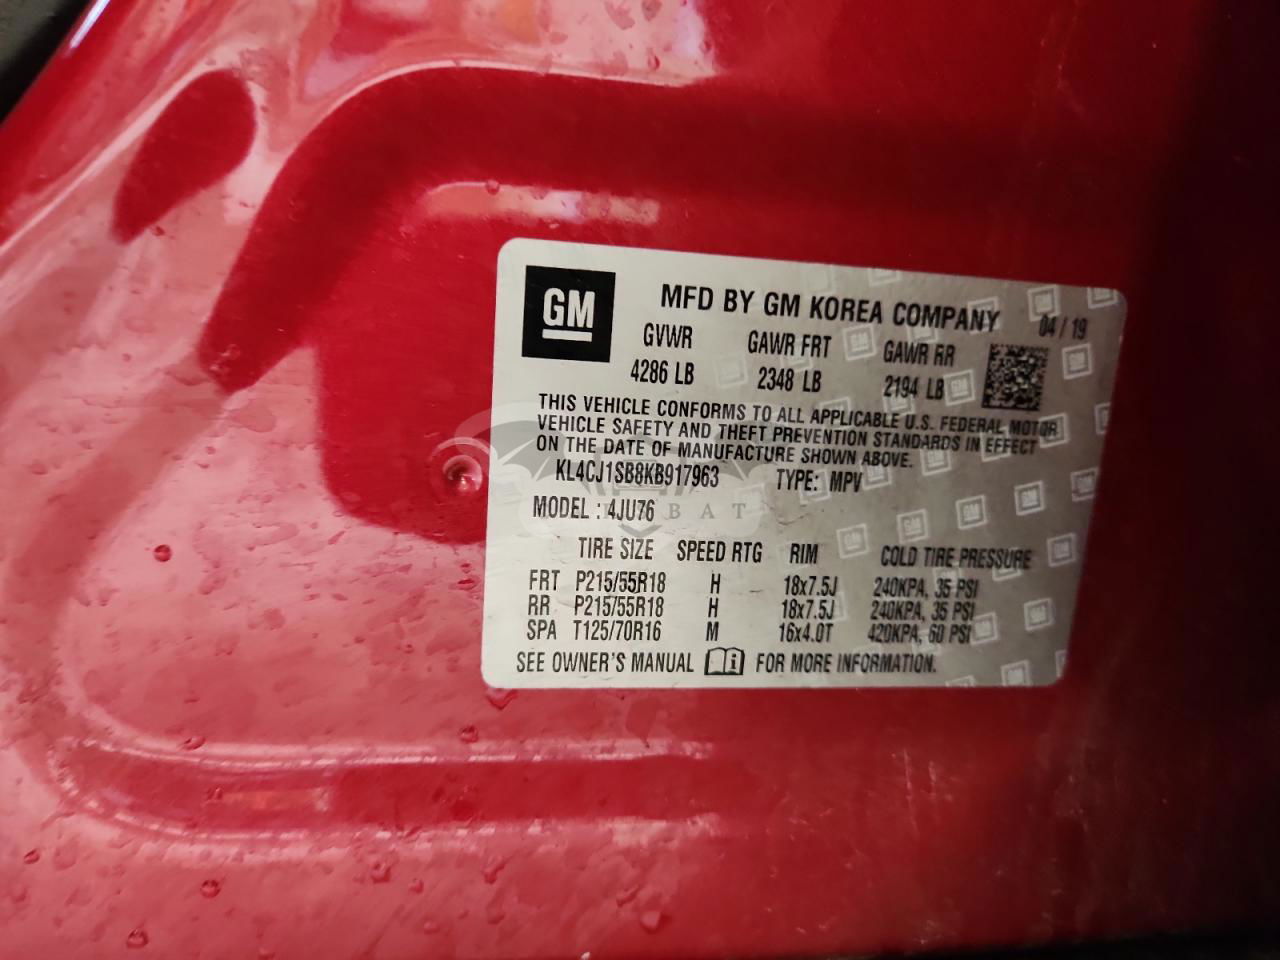 GM
MFD BY GM KOREA COMPANY 04 / 19
GVWR GAWR FRT GAWR RR
4286 LB 2348 LB 2194 LB
THIS VEHICLE CONFORMS TO ALL APPLICABLE U.S. FEDERAL MOTOR
VEHICLE SAFETY AND THEFT PREVENTION STANDARDS IN EFFECT
ON THE DATE OF MANUFACTURE SHOWN ABOVE.
KL4CJ1SB8KB917963 TYPE: MPV
MODEL : 4JU76
TIRE SIZE SPEED RTG RIM COLD TIRE PRESSURE
FRT P215/55R18 H 18x7.5J 240KPA, 35 PSI
RR P215/55R18 H 18x7.5J 240KPA, 35 PSI
SPA T125/70R16 M 16x4.0T 420KPA, 60 PSI
SEE OWNER'S MANUAL FOR MORE INFORMATION.